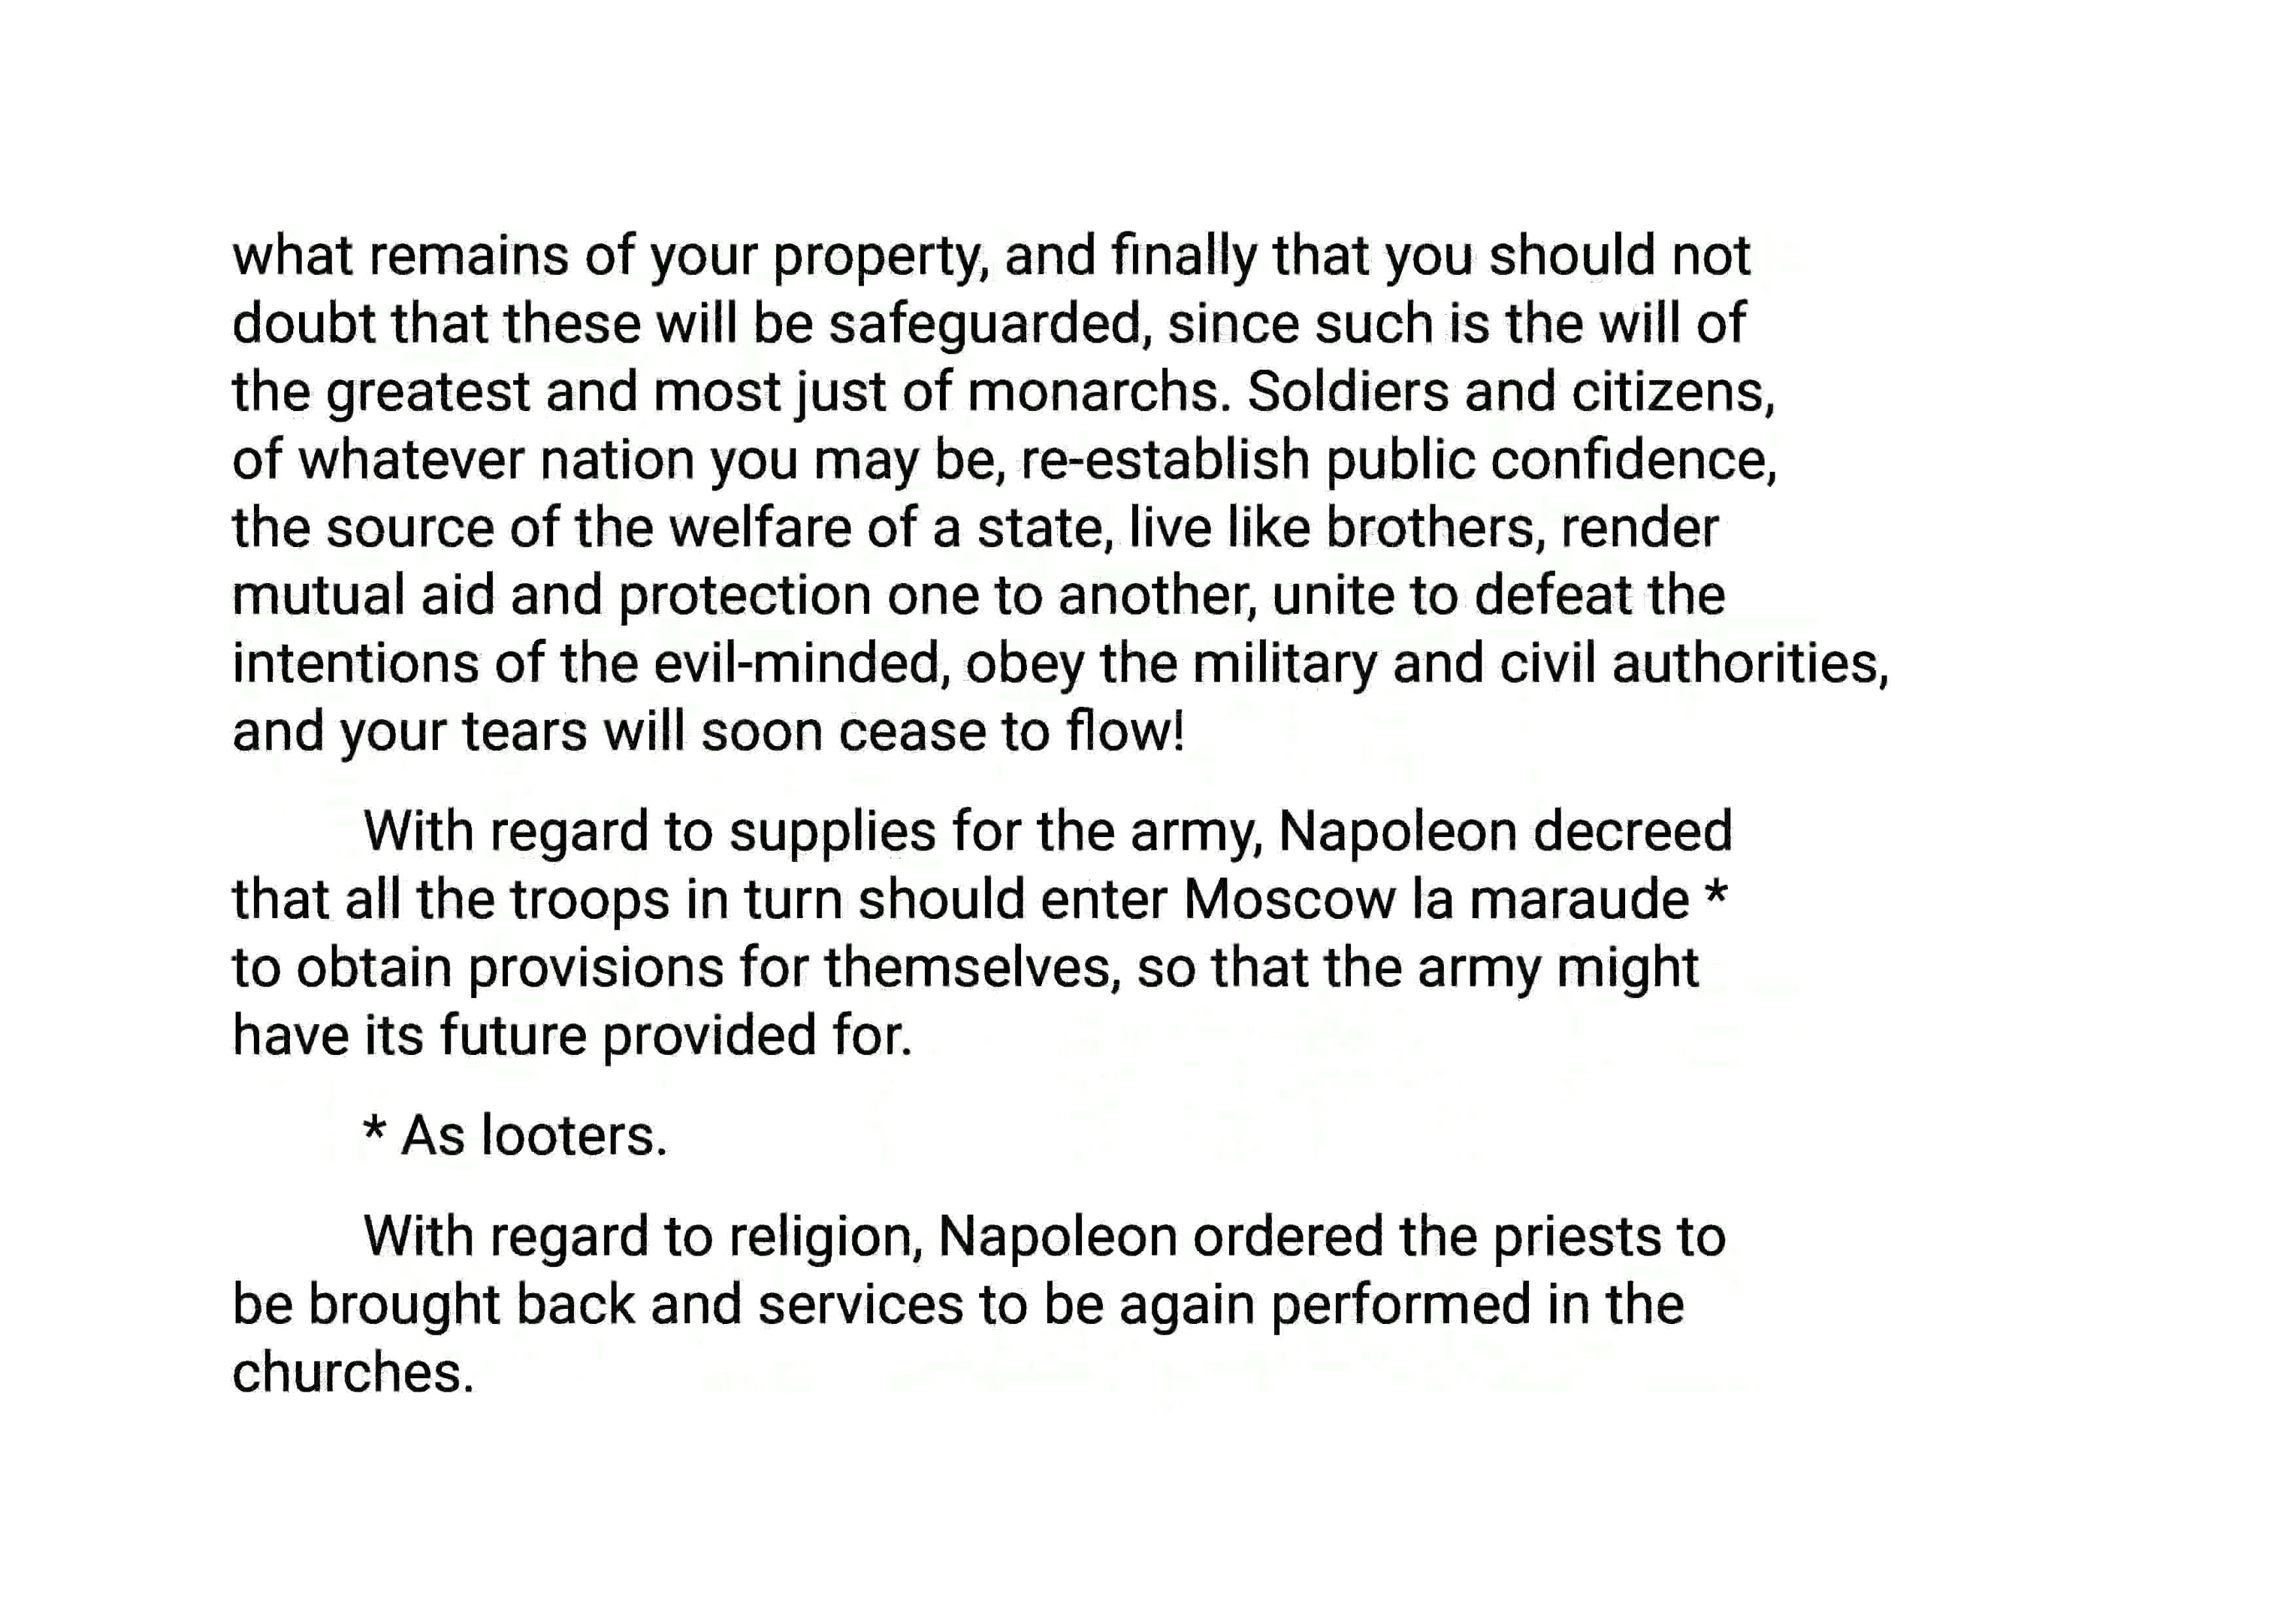 what remains of your property, and finally that you should not
doubt that these will be safeguarded, since such is the will of
the greatest and most just of monarchs. Soldiers and citizens,
of whatever nation you may be, re-establish public confidence,
the source of the welfare of a state, live like brothers, render
mutual aid and protection one to another, unite to defeat the
intentions of the evil-minded, obey the military and civil authorities,
and your tears will soon cease to flow!
With regard to supplies for the army, Napoleon decreed
that all the troops in turn should enter Moscow la maraude *
to obtain provisions for themselves, so that the army might
have its future provided for.
* As looters.
With regard to religion, Napoleon ordered the priests to
be brought back and services to be again performed in the
churches.